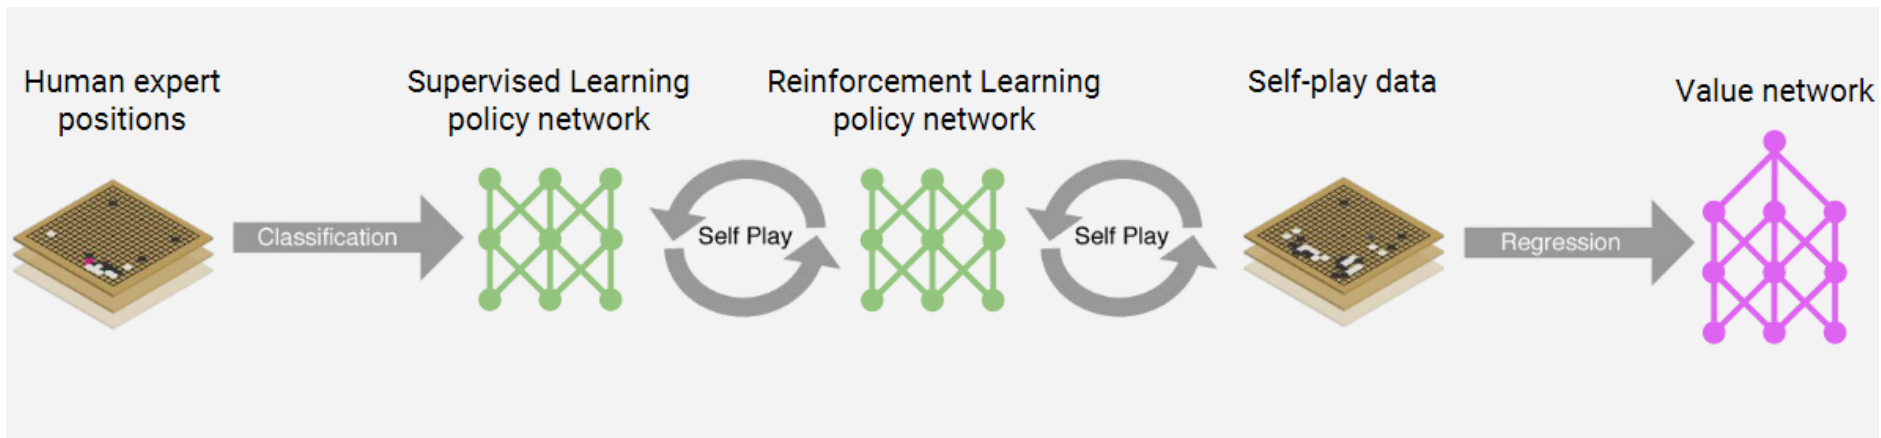 Human expert
positions
Classification
Supervised Learning
policy network
Self Play
Reinforcement Learning
policy network
Self Play
Self-play data
Regression
Value network